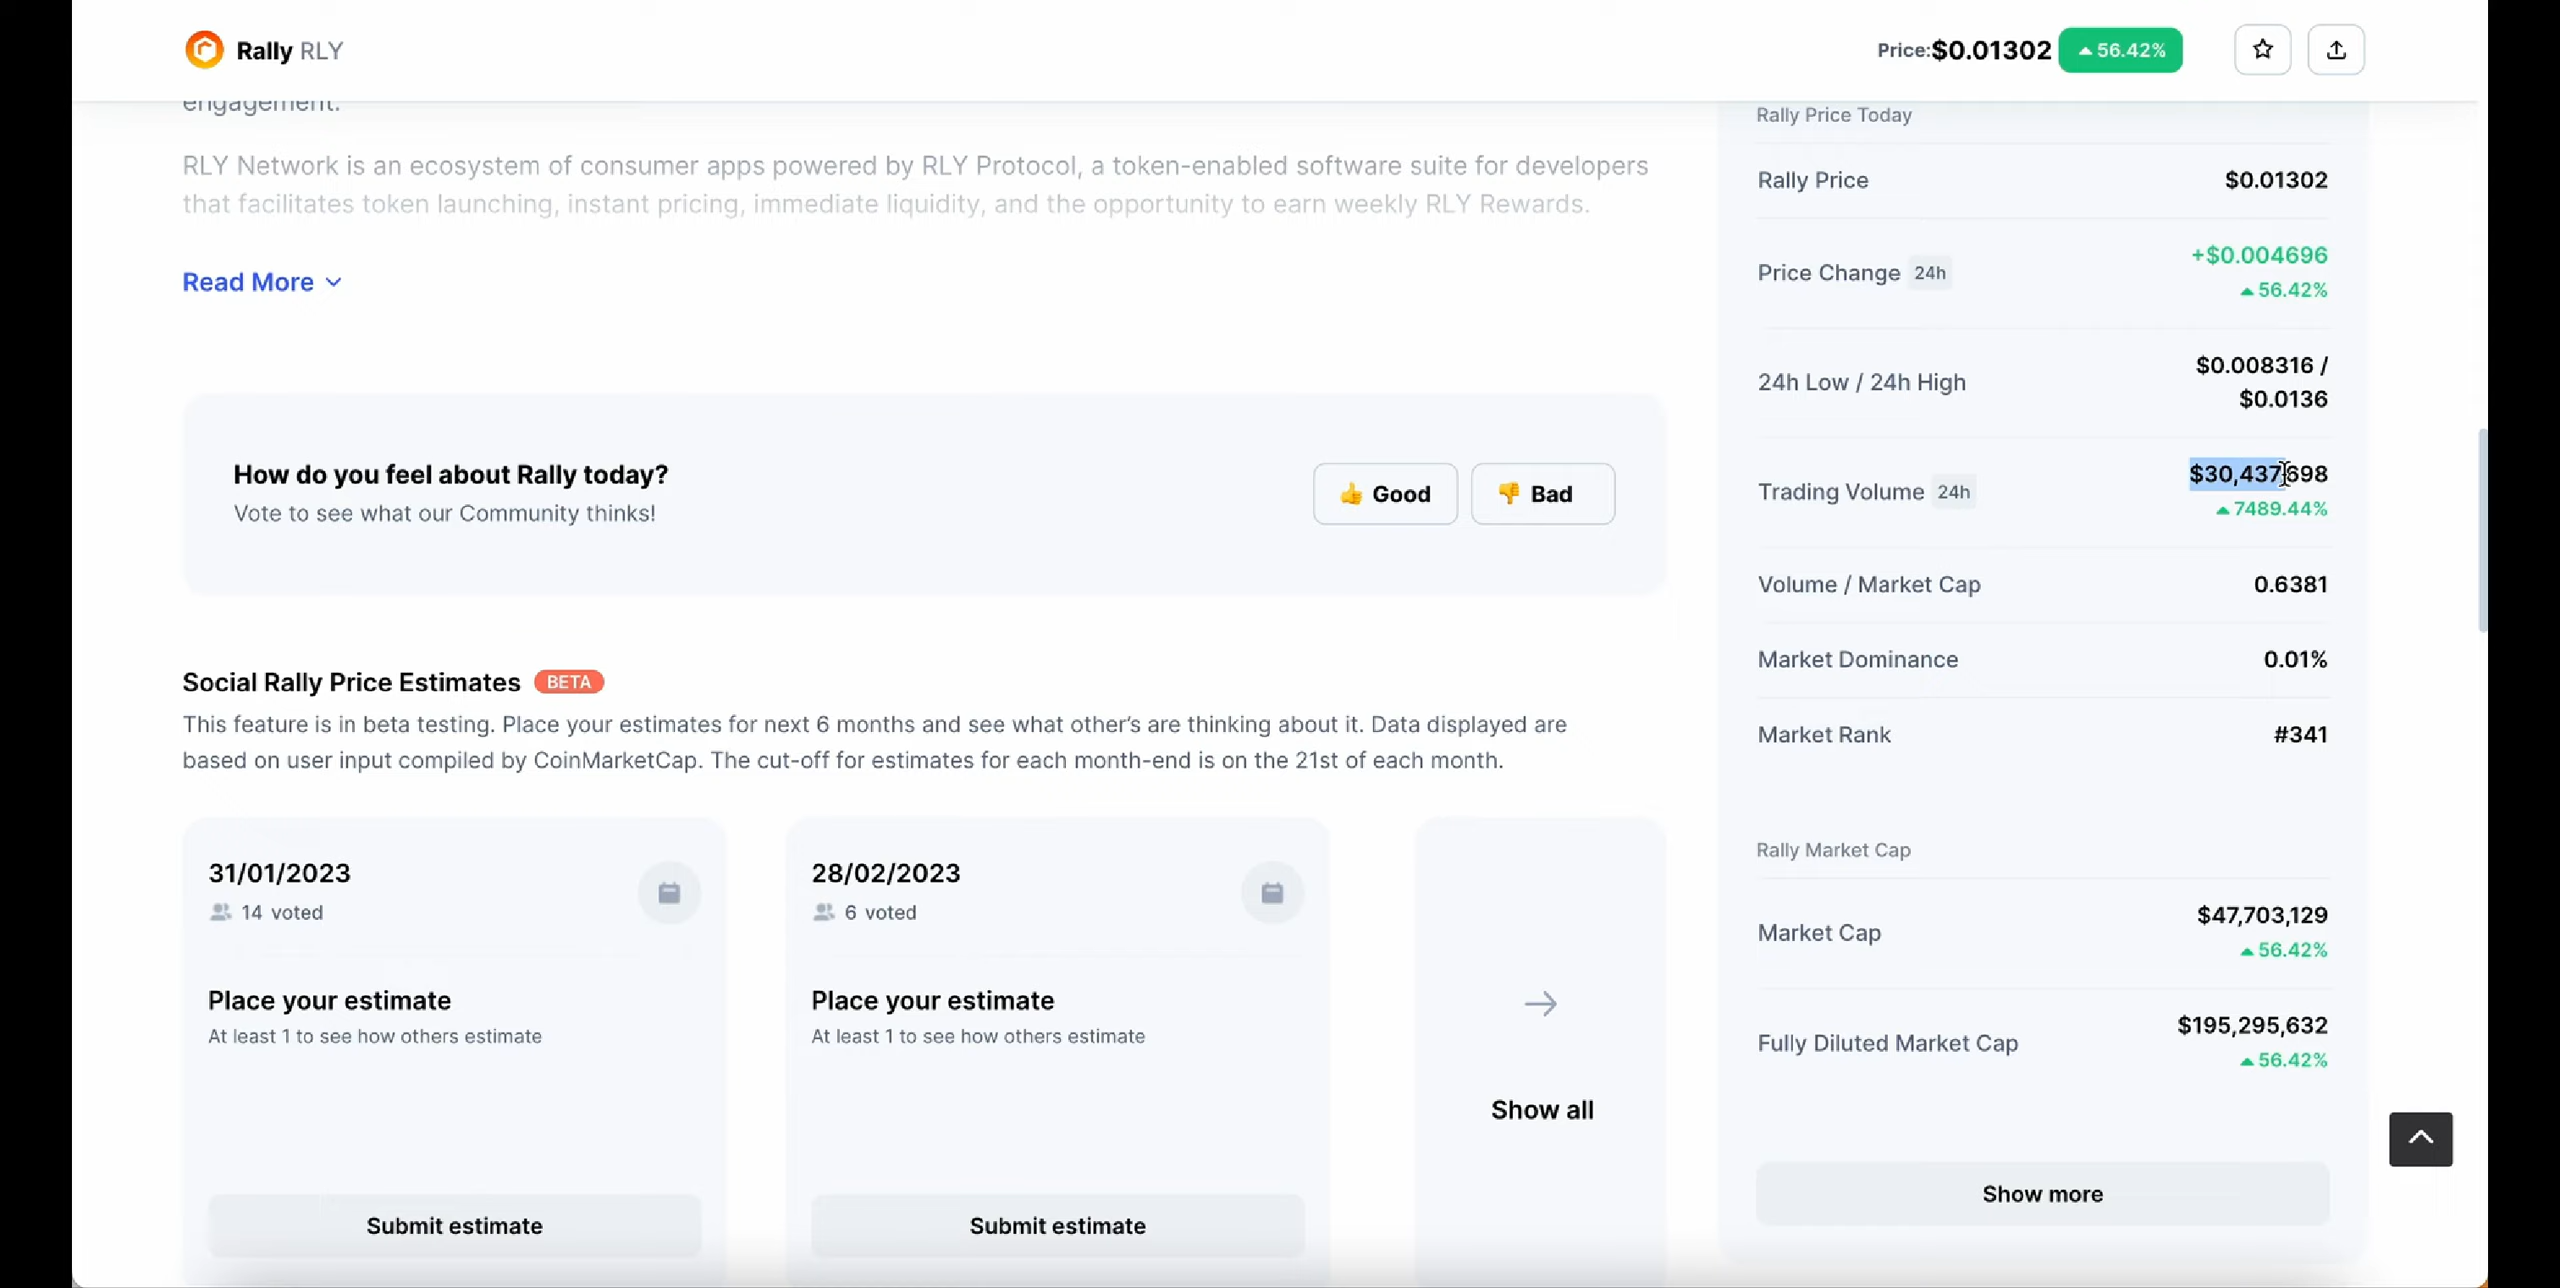 Rally RLY
Price:$0.01302 56.42%
engagement.
RLY Network is an ecosystem of consumer apps powered by RLY Protocol, a token-enabled software suite for developers
that facilitates token launching, instant pricing, immediate liquidity, and the opportunity to earn weekly RLY Rewards.
Read More
How do you feel about Rally today?
Vote to see what our Community thinks!
👍 Good
👎 Bad
Social Rally Price Estimates BETA
This feature is in beta testing. Place your estimates for next 6 months and see what other's are thinking about it. Data displayed are
based on user input compiled by CoinMarketCap. The cut-off for estimates for each month-end is on the 21st of each month.
31/01/2023
14 voted
Place your estimate
At least 1 to see how others estimate
Submit estimate
28/02/2023
6 voted
Place your estimate
At least 1 to see how others estimate
Submit estimate
Show all
Rally Price Today
Rally Price $0.01302
Price Change 24h
+$0.004696
56.42%
24h Low / 24h High
$0.008316 /
$0.0136
Trading Volume 24h
$30,437,698
7489.44%
Volume / Market Cap 0.6381
Market Dominance 0.01%
Market Rank #341
Rally Market Cap
Market Cap
$47,703,129
56.42%
Fully Diluted Market Cap
$195,295,632
56.42%
Show more